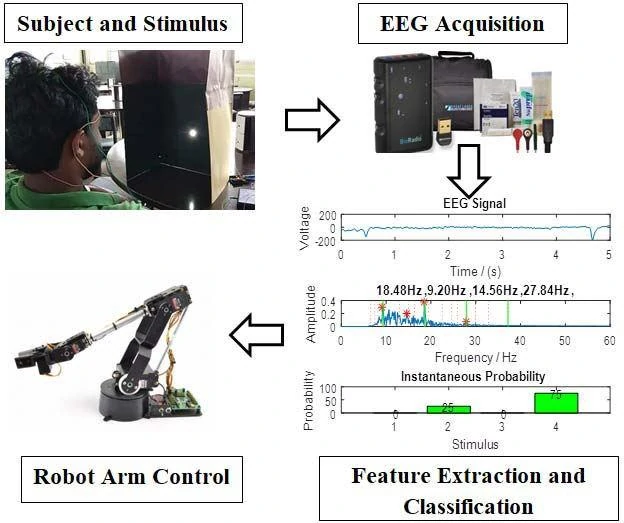 Subject and Stimulus
EEG Acquisition
BioRadio
EEG Signal
Voltage
200
0
-200
0 1 2 3 4 5
Time / (s)
18.48Hz ,9.20Hz ,14.56Hz ,27.84Hz ,
Amplitude
0.4
0.2
0
0 10 20 30 40 50 60
Frequency / Hz
Instantaneous Probability
Probability
100
50
0
0 25 0 75
1 2 3 4
Stimulus
Robot Arm Control
Feature Extraction and
Classification